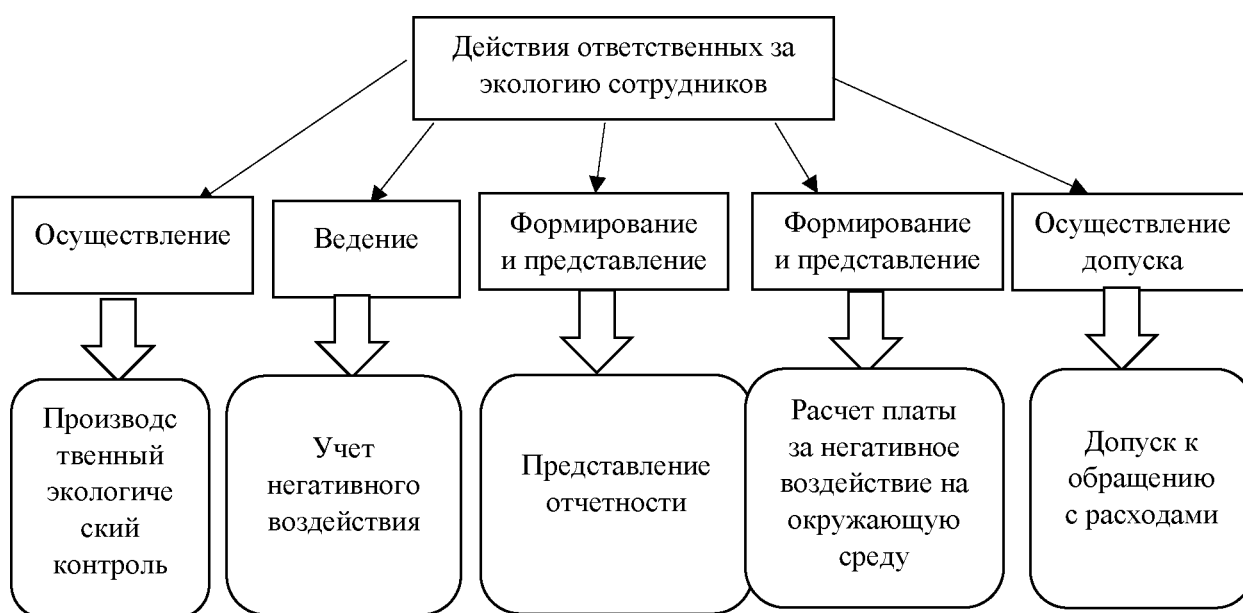 Действия ответственных за
экологию сотрудников
Осуществление
Ведение
Формирование
и представление
Формирование
и представление
Осуществление
допуска
Производс
твенный
экологиче
ский
контроль
Учет
негативного
воздействия
Представление
отчетности
Расчет платы
за негативное
воздействие на
окружающую
среду
Допуск к
обращению
с расходами